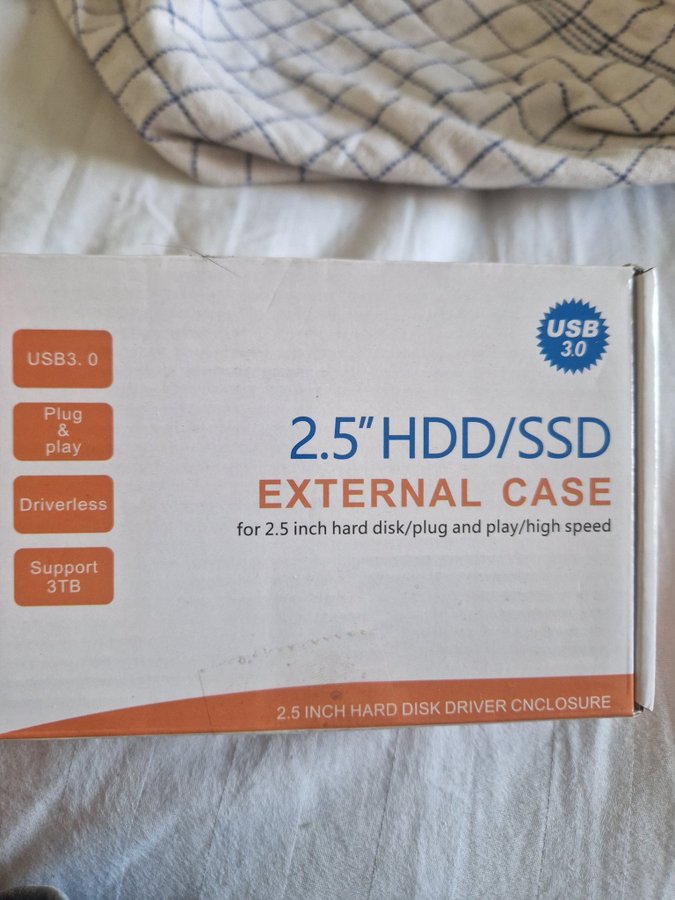 USB
3.0
USB3. 0
Plug
&
play
Driverless
Support
3TB
2.5" HDD/SSD
EXTERNAL CASE
for 2.5 inch hard disk/plug and play/high speed
2.5 INCH HARD DISK DRIVER CNCLOSURE